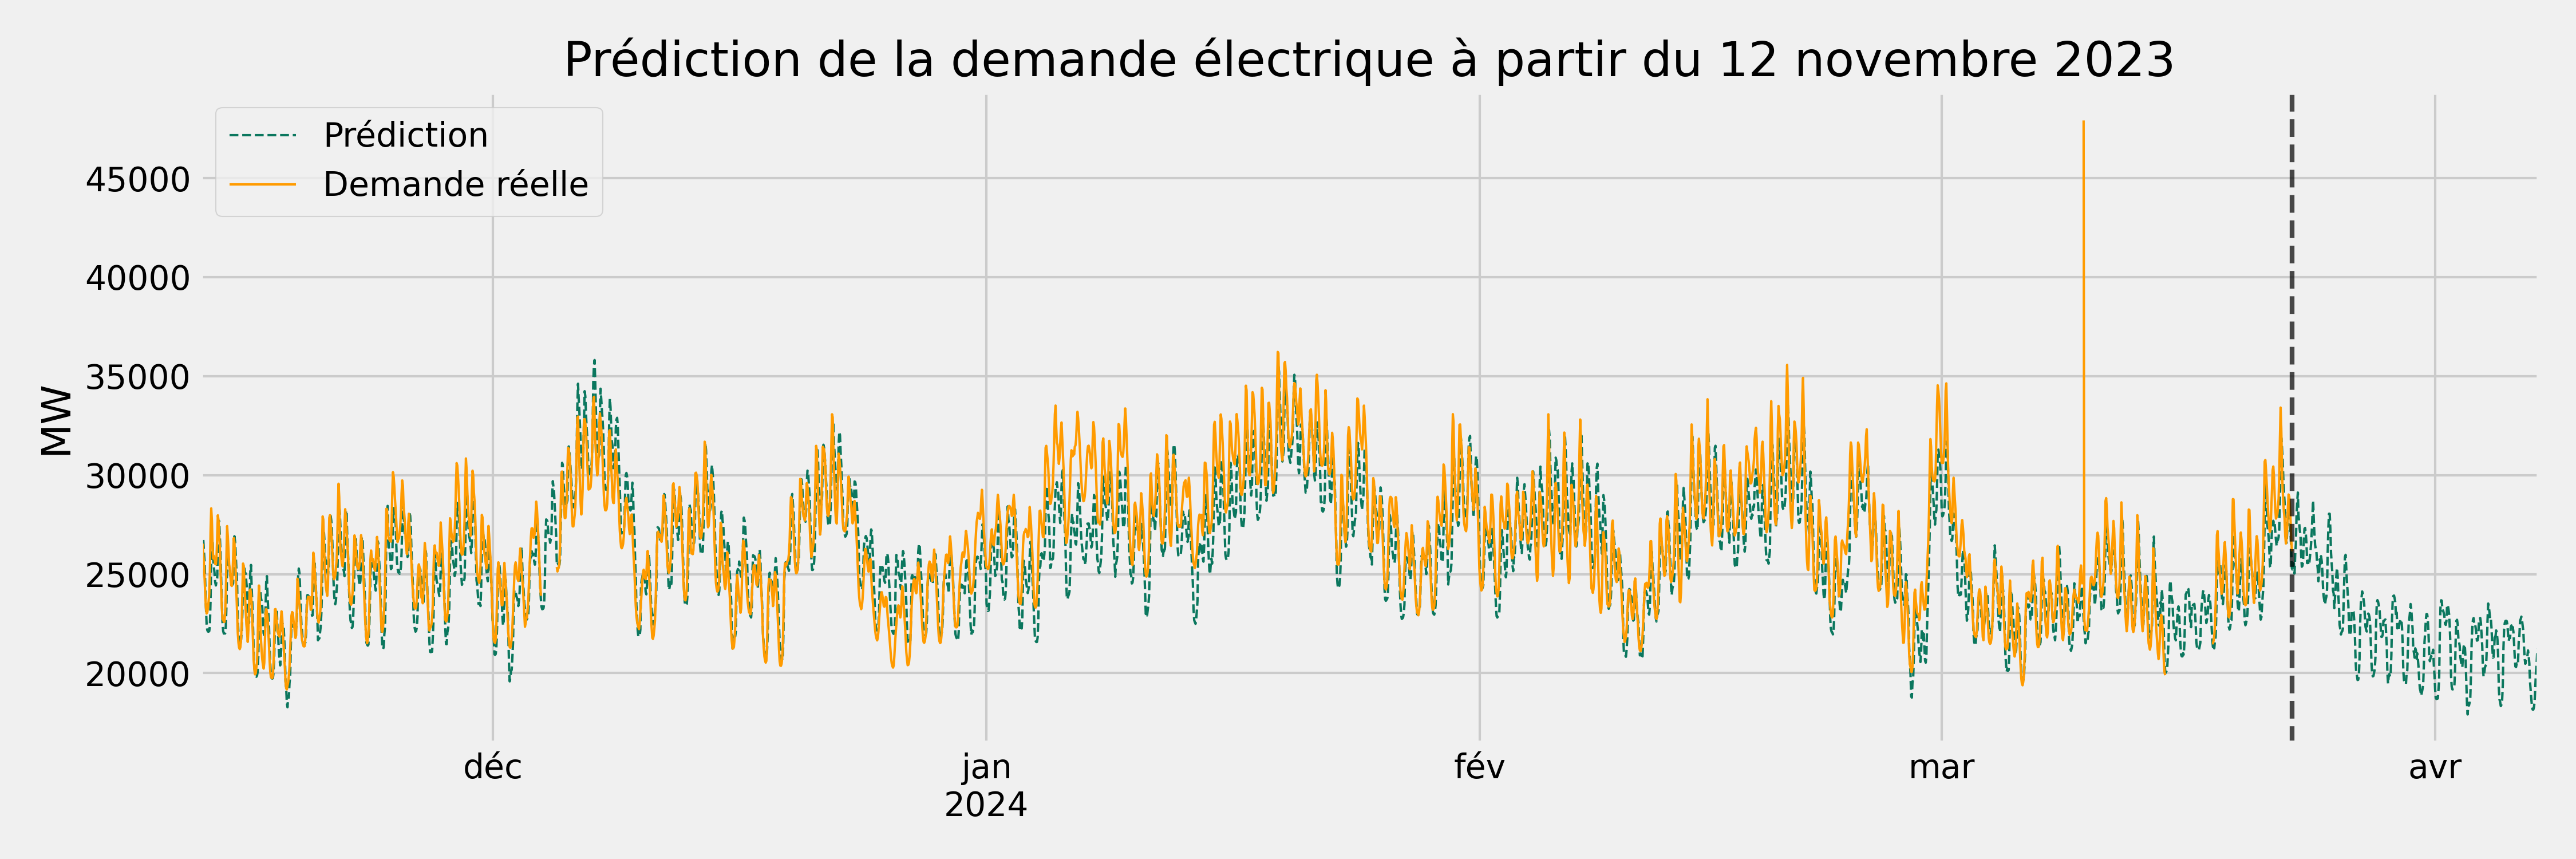 Prédiction de la demande électrique à partir du 12 novembre 2023
Prédiction
Demande réelle
45000
40000
35000
30000
25000
20000
MW
déc
jan
2024
fév
mar
avr